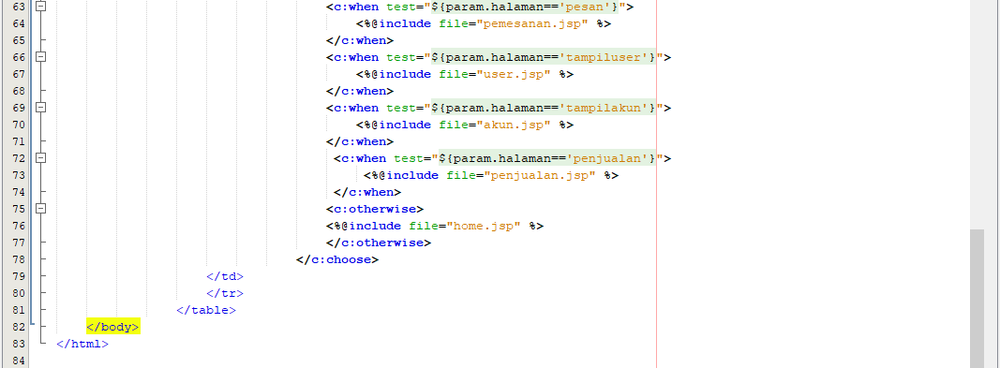 63 <c:when test="${param.halaman=='pesan'}">
64 <%@include file="pemesanan.jsp" %>
65 </c:when>
66 <c:when test="${param.halaman=='tampiluser'}">
67 <%@include file="user.jsp" %>
68 </c:when>
69 <c:when test="${param.halaman=='tampilakun'}">
70 <%@include file="akun.jsp" %>
71 </c:when>
72 <c:when test="${param.halaman=='penjualan'}">
73 <%@include file="penjualan.jsp" %>
74 </c:when>
75 <c:otherwise>
76 <%@include file="home.jsp" %>
77 </c:otherwise>
78 </c:choose>
79 </td>
80 </tr>
81 </table>
82 </body>
83 </html>
84